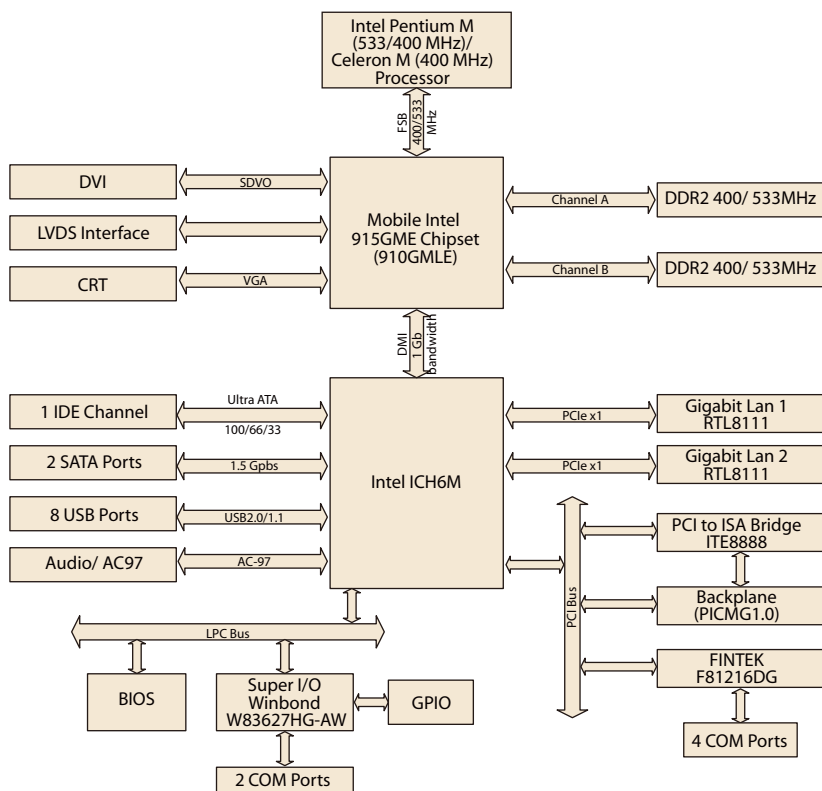 Intel Pentium M
(533/400 MHz)/
Celeron M (400 MHz)
Processor
FSB
400/533
MHz
DVI
SDVO
LVDS Interface
CRT
VGA
Mobile Intel
915GME Chipset
(910GMLE)
Channel A
DDR2 400/ 533MHz
Channel B
DDR2 400/ 533MHz
DMI
1 Gb
bandwidth
1 IDE Channel
Ultra ATA
100/66/33
2 SATA Ports
1.5 Gpbs
8 USB Ports
USB2.0/1.1
Audio/ AC97
AC-97
Intel ICH6M
PCIe x1
Gigabit Lan 1
RTL8111
PCIe x1
Gigabit Lan 2
RTL8111
PCI Bus
PCI to ISA Bridge
ITE8888
Backplane
(PICMG1.0)
FINTEK
F81216DG
4 COM Ports
LPC Bus
BIOS
Super I/O
Winbond
W83627HG-AW
GPIO
2 COM Ports